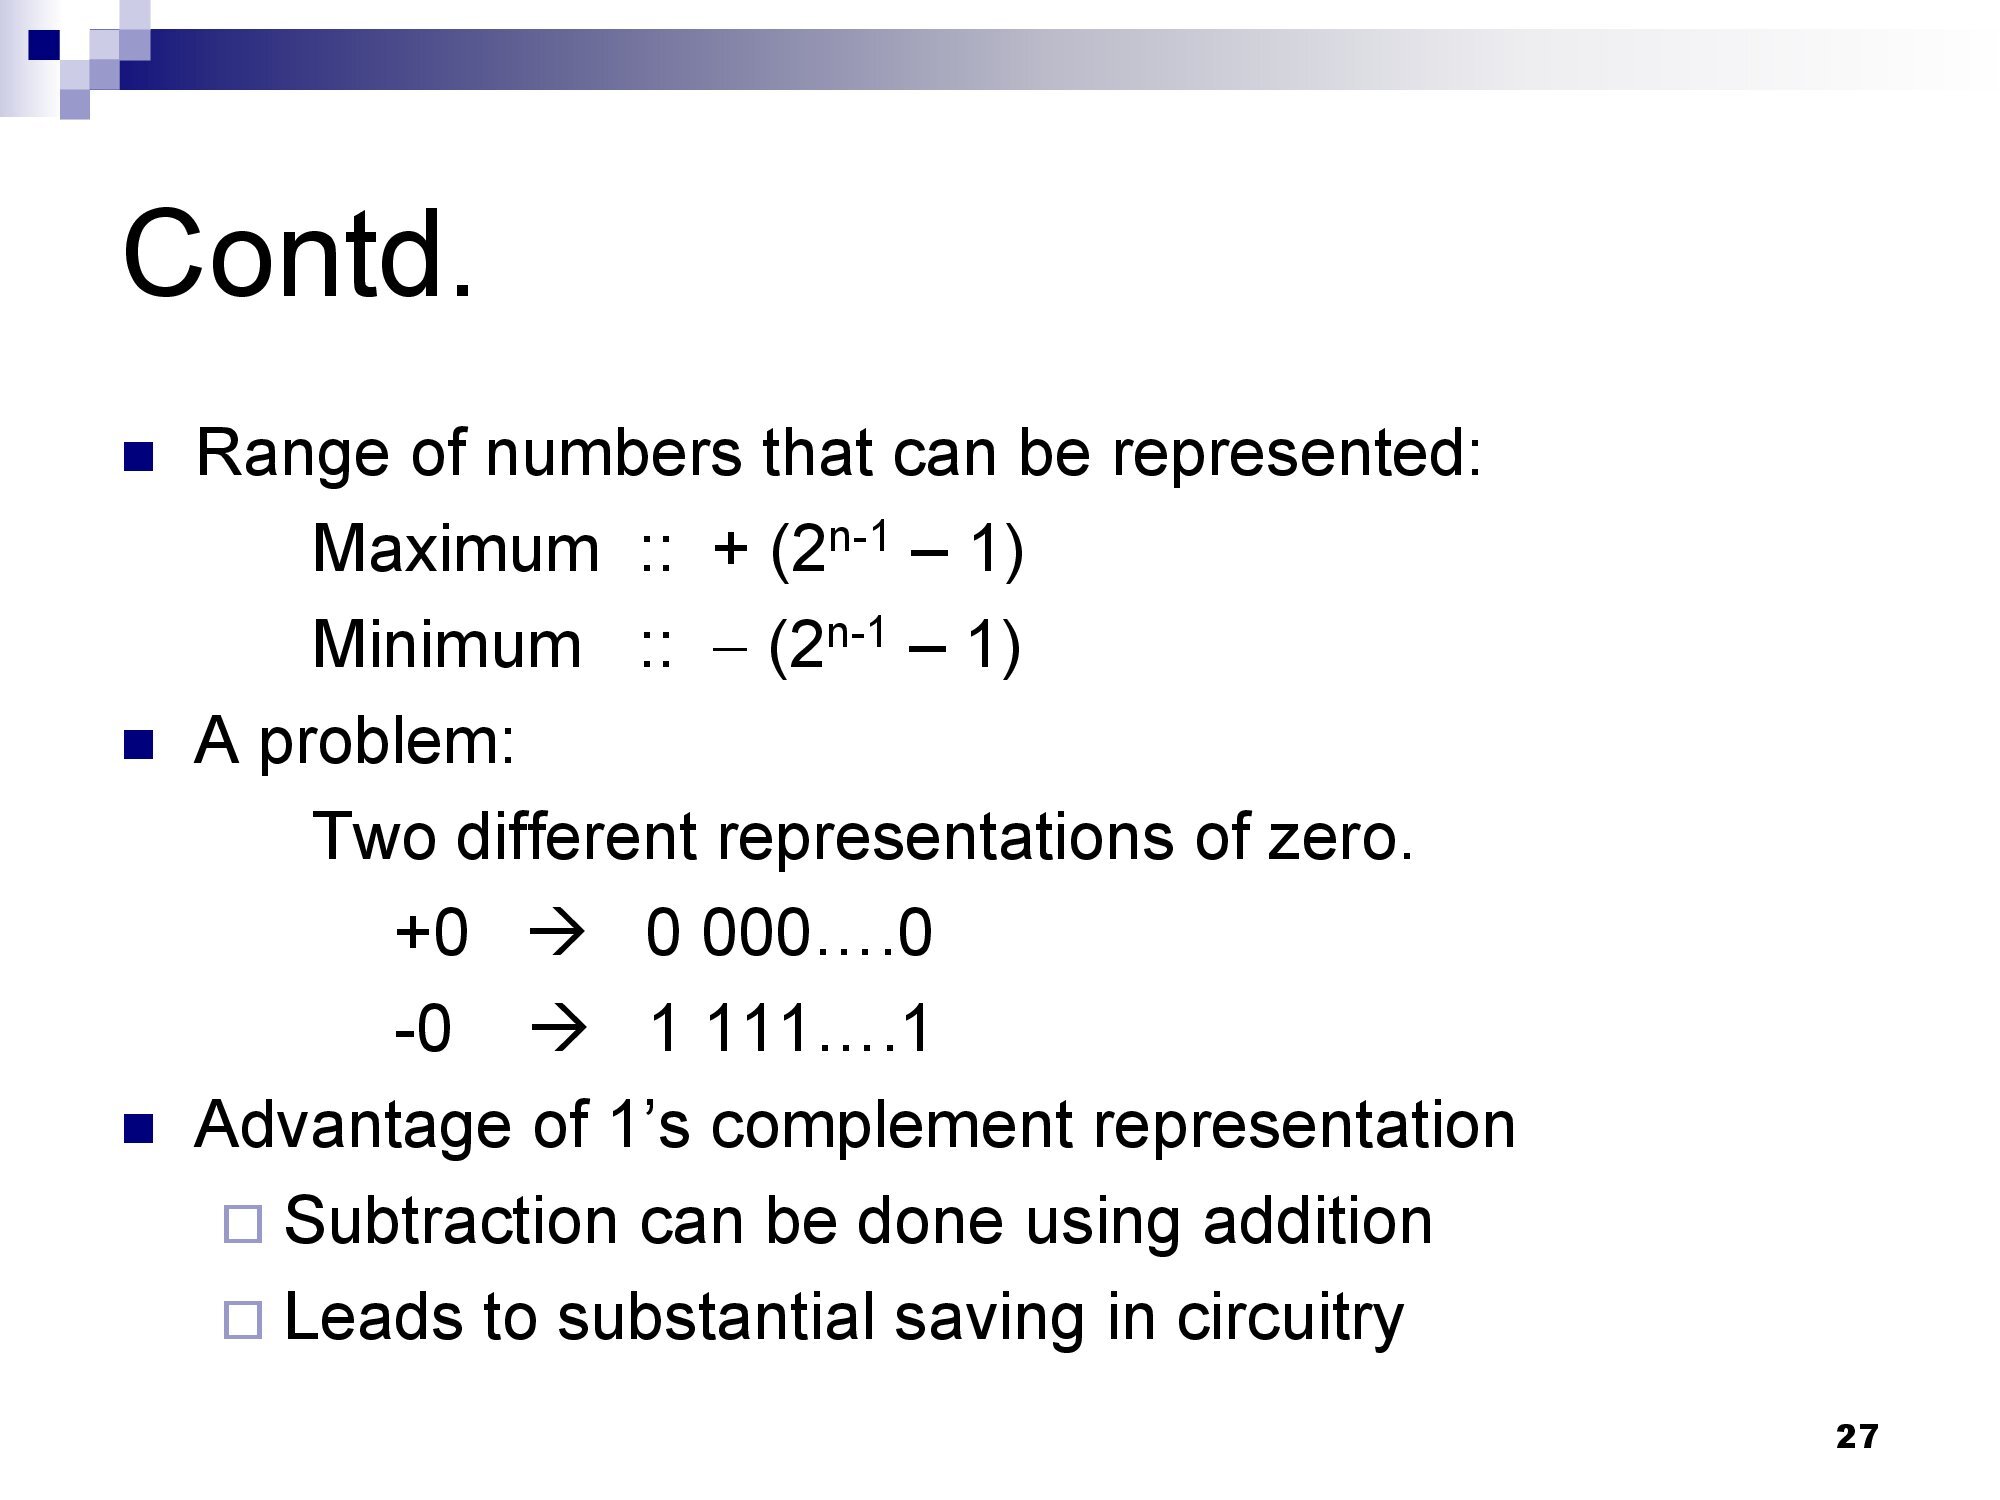 Contd.
Range of numbers that can be represented:
Maximum :: + (2ⁿ⁻¹ – 1)
Minimum :: – (2ⁿ⁻¹ – 1)
A problem:
Two different representations of zero.
+0 → 0 000….0
-0 → 1 111….1
Advantage of 1’s complement representation
Subtraction can be done using addition
Leads to substantial saving in circuitry
27